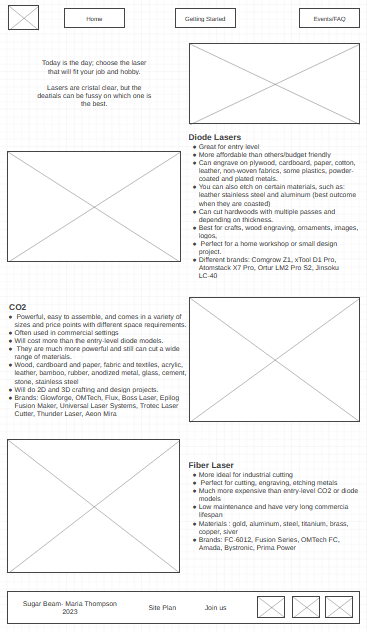 Home
Getting Started
Events/FAQ
Today is the day; choose the laser
that will fit your job and hobby.
Lasers are cristal clear, but the
deatials can be fussy on which one is
the best.
Diode Lasers
● Great for entry level
● More affordable than others/budget friendly
● Can engrave on plywood, cardboard, paper, cotton,
leather, non-woven fabrics, some plastics, powder-
coated and plated metals.
● You can also etch on certain materials, such as:
leather stainless steel and aluminum (best outcome
when they are coasted)
● Can cut hardwoods with multiple passes and
depending on thickness.
● Best for crafts, wood engraving, ornaments, images,
logos,
● Perfect for a home workshop or small design
project.
● Different brands: Comgrow Z1, xTool D1 Pro,
Atomstack X7 Pro, Ortur LM2 Pro S2, Jinsoku
LC-40
CO2
● Powerful, easy to assemble, and comes in a variety of
sizes and price points with different space requirements.
● Often used in commercial settings
● Will cost more than the entry-level diode models.
● They are much more powerful and still can cut a wide
range of materials.
● Wood, cardboard and paper, fabric and textiles, acrylic,
leather, bamboo, rubber, anodized metal, glass, cement,
stone, stainless steel
● Will do 2D and 3D crafting and design projects.
● Brands: Glowforge, OMTech, Flux, Boss Laser, Epilog
Fusion Maker, Universal Laser Systems, Trotec Laser
Cutter, Thunder Laser, Aeon Mira
Fiber Laser
● More ideal for industrial cutting
● Perfect for cutting, engraving, etching metals
● Much more expensive than entry-level CO2 or diode
models
● Low maintenance and have very long commercial
lifespan
● Materials : gold, aluminum, steel, titanium, brass,
copper, siver
● Brands: FC-6012, Fusion Series, OMTech FC,
Amada, Bystronic, Prima Power
Sugar Beam- Maria Thompson
2023
Site Plan
Join us